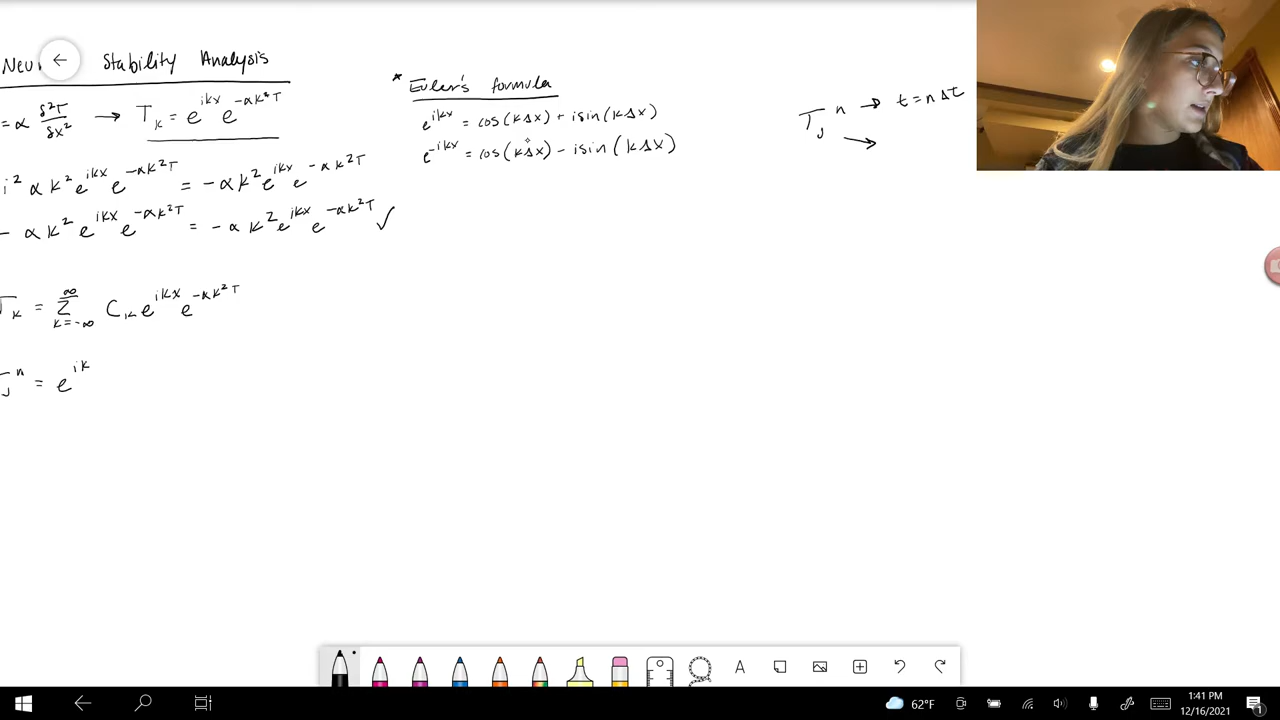 Stability Analysis
= α δ²T/δx² → T_k = e^{ikx} e^{-αk²T}
i² αk² e^{ikx} e^{-αk²T} = -αk² e^{ikx} e^{-αk²T}
- αk² e^{ikx} e^{-αk²T} = -αk² e^{ikx} e^{-αk²T} ✓
T_k = Σ_{k=-∞}^{∞} C_k e^{ikx} e^{-αk²T}
T_j^n = e^{ik}
* Euler's formula
e^{ikx} = cos(kΔx) + isin(kΔx)
e^{-ikx} = cos(kΔx) - isin(kΔx)
T_j^n → t = nΔt
→
A
62°F
1:41 PM
12/16/2021
1